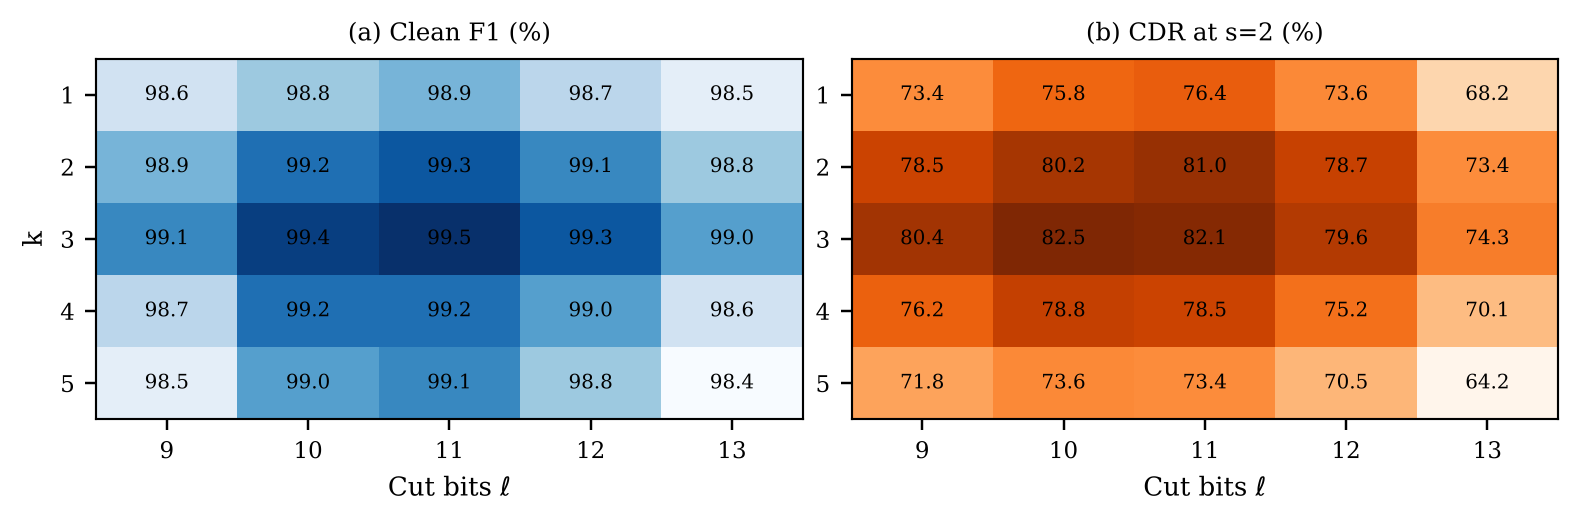 (a) Clean F1 (%)
1 98.6 98.8 98.9 98.7 98.5
2 98.9 99.2 99.3 99.1 98.8
k 3 99.1 99.4 99.5 99.3 99.0
4 98.7 99.2 99.2 99.0 98.6
5 98.5 99.0 99.1 98.8 98.4
9 10 11 12 13
Cut bits ℓ
(b) CDR at s=2 (%)
1 73.4 75.8 76.4 73.6 68.2
2 78.5 80.2 81.0 78.7 73.4
3 80.4 82.5 82.1 79.6 74.3
4 76.2 78.8 78.5 75.2 70.1
5 71.8 73.6 73.4 70.5 64.2
9 10 11 12 13
Cut bits ℓ